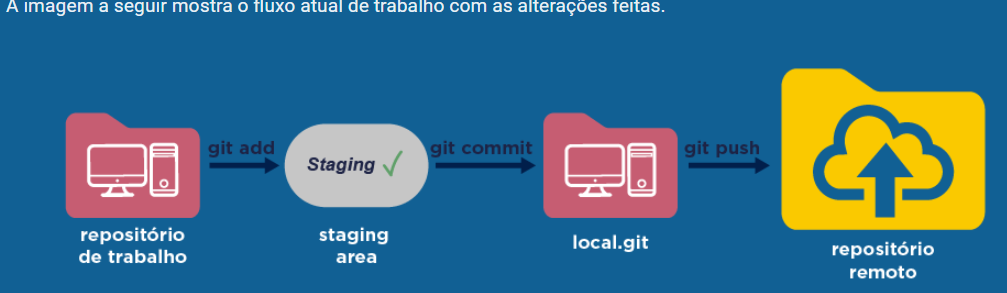 A imagem a seguir mostra o fluxo atual de trabalho com as alterações feitas.
git add
Staging
git commit
git push
repositório
de trabalho
staging
area
local.git
repositório
remoto